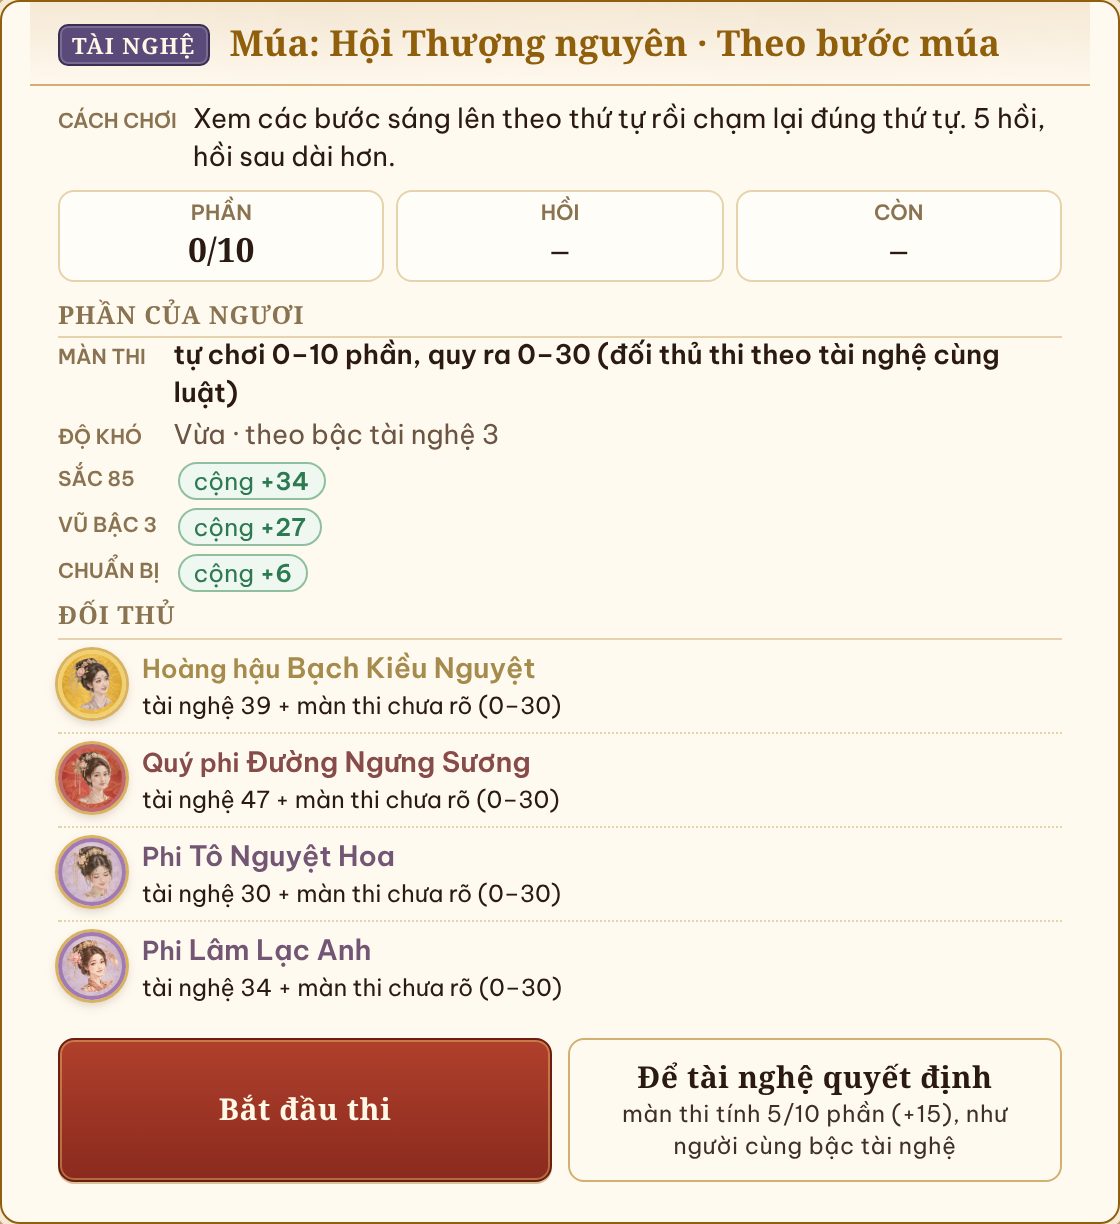 TÀI NGHỆ Múa: Hội Thượng nguyên · Theo bước múa
CÁCH CHƠI Xem các bước sáng lên theo thứ tự rồi chạm lại đúng thứ tự. 5 hồi,
hồi sau dài hơn.
PHẦN HỒI CÒN
0/10 – –
PHẦN CỦA NGƯƠI
MÀN THI tự chơi 0–10 phần, quy ra 0–30 (đối thủ thi theo tài nghệ cùng
luật)
ĐỘ KHÓ Vừa · theo bậc tài nghệ 3
SẮC 85 cộng +34
VŨ BẬC 3 cộng +27
CHUẨN BỊ cộng +6
ĐỐI THỦ
Hoàng hậu Bạch Kiều Nguyệt
tài nghệ 39 + màn thi chưa rõ (0–30)
Quý phi Đường Ngưng Sương
tài nghệ 47 + màn thi chưa rõ (0–30)
Phi Tô Nguyệt Hoa
tài nghệ 30 + màn thi chưa rõ (0–30)
Phi Lâm Lạc Anh
tài nghệ 34 + màn thi chưa rõ (0–30)
Bắt đầu thi
Để tài nghệ quyết định
màn thi tính 5/10 phần (+15), như
người cùng bậc tài nghệ